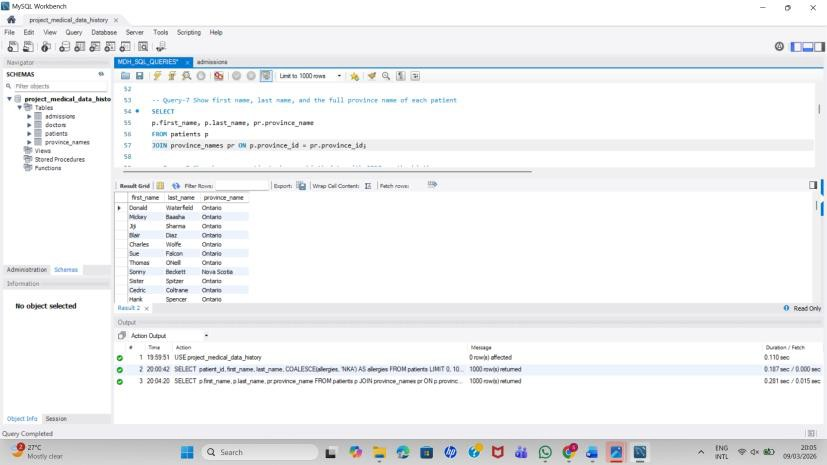 MySQL Workbench
project_medical_data_history ×
File Edit View Query Database Server Tools Scripting Help
Navigator
SCHEMAS
Filter objects
project_medical_data_histo
Tables
admissions
doctors
patients
province_names
Views
Stored Procedures
Functions
Administration Schemas
Information
No object selected
Object Info Session
MDH_SQL_QUERIES* × admissions
Limit to 1000 rows
52
53 -- Query-7 Show first name, last name, and the full province name of each patient
54 SELECT
55 p.first_name, p.last_name, pr.province_name
56 FROM patients p
57 JOIN province_names pr ON p.province_id = pr.province_id;
58
Result Grid Filter Rows: Export: Wrap Cell Content: Fetch rows:
first_name last_name province_name
Donald Waterfield Ontario
Mickey Baasha Ontario
Jiji Sharma Ontario
Blair Diaz Ontario
Charles Wolfe Ontario
Sue Falcon Ontario
Thomas ONeill Ontario
Sonny Beckett Nova Scotia
Sister Spitzer Ontario
Cedric Coltrane Ontario
Hank Spencer Ontario
Result 2 × Read Only
Output
Action Output
# Time Action Message Duration / Fetch
1 19:59:51 USE project_medical_data_history 0 row(s) affected 0.110 sec
2 20:00:42 SELECT patient_id, first_name, last_name, COALESCE(allergies, 'NKA') AS allergies FROM patients LIMIT 0, 10... 1000 row(s) returned 0.187 sec / 0.000 sec
3 20:04:20 SELECT p.first_name, p.last_name, pr.province_name FROM patients p JOIN province_names pr ON p.provinc... 1000 row(s) returned 0.281 sec / 0.015 sec
Query Completed
27°C
Mostly clear
Search
ENG
INTL
20:05
09/03/2026